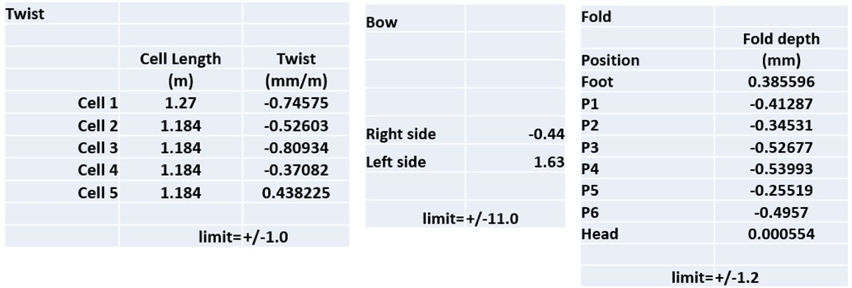 Twist
Cell Length Twist
(m) (mm/m)
Cell 1 1.27 -0.74575
Cell 2 1.184 -0.52603
Cell 3 1.184 -0.80934
Cell 4 1.184 -0.37082
Cell 5 1.184 0.438225
limit=+/-1.0
Bow
Right side -0.44
Left side 1.63
limit=+/-11.0
Fold
Fold depth
Position (mm)
Foot 0.385596
P1 -0.41287
P2 -0.34531
P3 -0.52677
P4 -0.53993
P5 -0.25519
P6 -0.4957
Head 0.000554
limit=+/-1.2